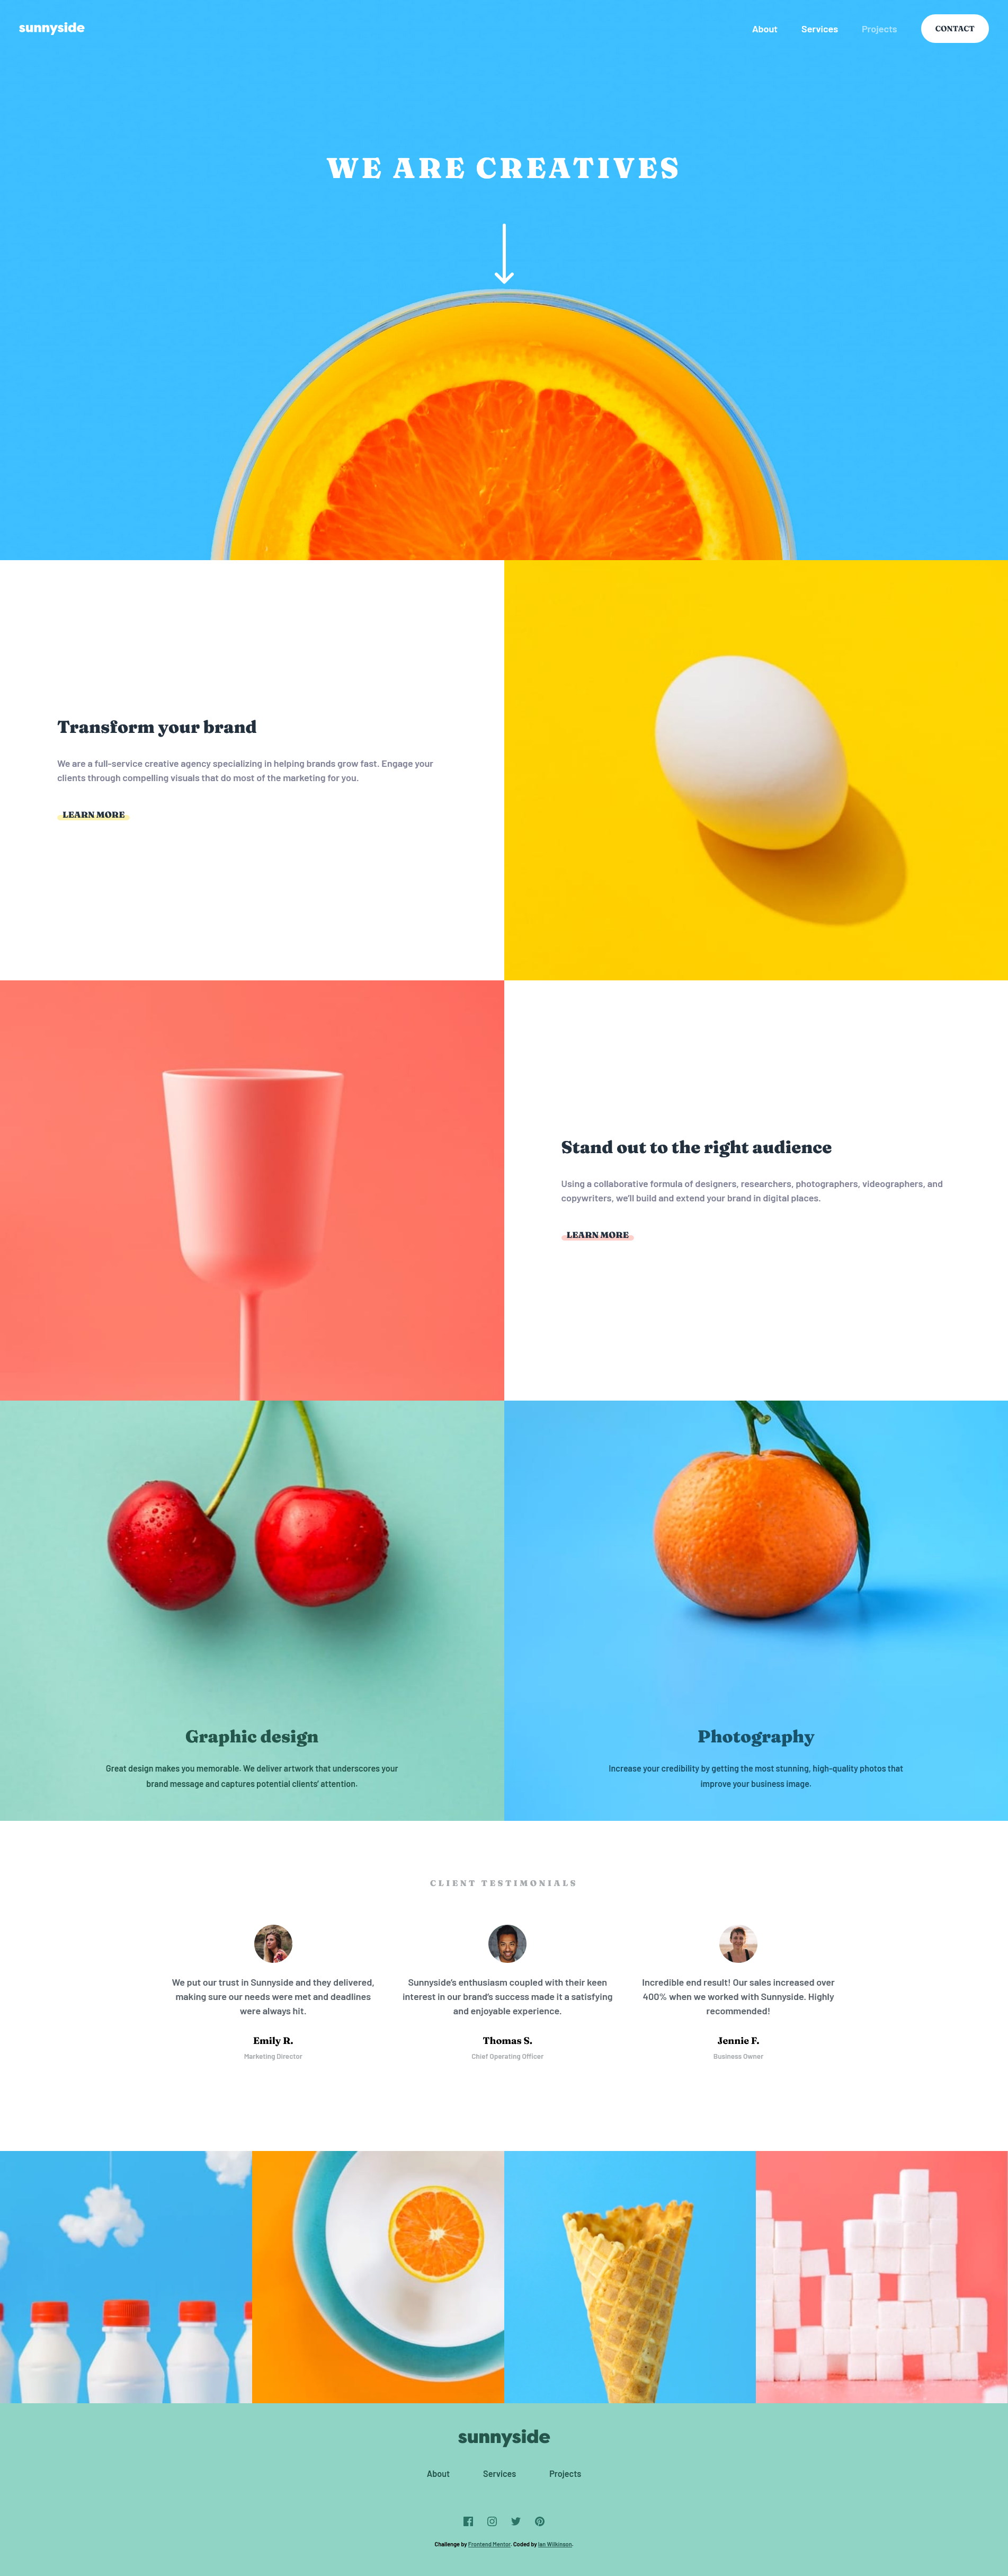 sunnyside
About Services Projects CONTACT
WE ARE CREATIVES
Transform your brand
We are a full-service creative agency specializing in helping brands grow fast. Engage your
clients through compelling visuals that do most of the marketing for you.
LEARN MORE
Stand out to the right audience
Using a collaborative formula of designers, researchers, photographers, videographers, and
copywriters, we'll build and extend your brand in digital places.
LEARN MORE
Graphic design
Great design makes you memorable. We deliver artwork that underscores your
brand message and captures potential clients' attention.
Photography
Increase your credibility by getting the most stunning, high-quality photos that
improve your business image.
CLIENT TESTIMONIALS
We put our trust in Sunnyside and they delivered,
making sure our needs were met and deadlines
were always hit.
Emily R.
Marketing Director
Sunnyside's enthusiasm coupled with their keen
interest in our brand's success made it a satisfying
and enjoyable experience.
Thomas S.
Chief Operating Officer
Incredible end result! Our sales increased over
400% when we worked with Sunnyside. Highly
recommended!
Jennie F.
Business Owner
sunnyside
About Services Projects
Challenge by Frontend Mentor. Coded by Ian Wilkinson.